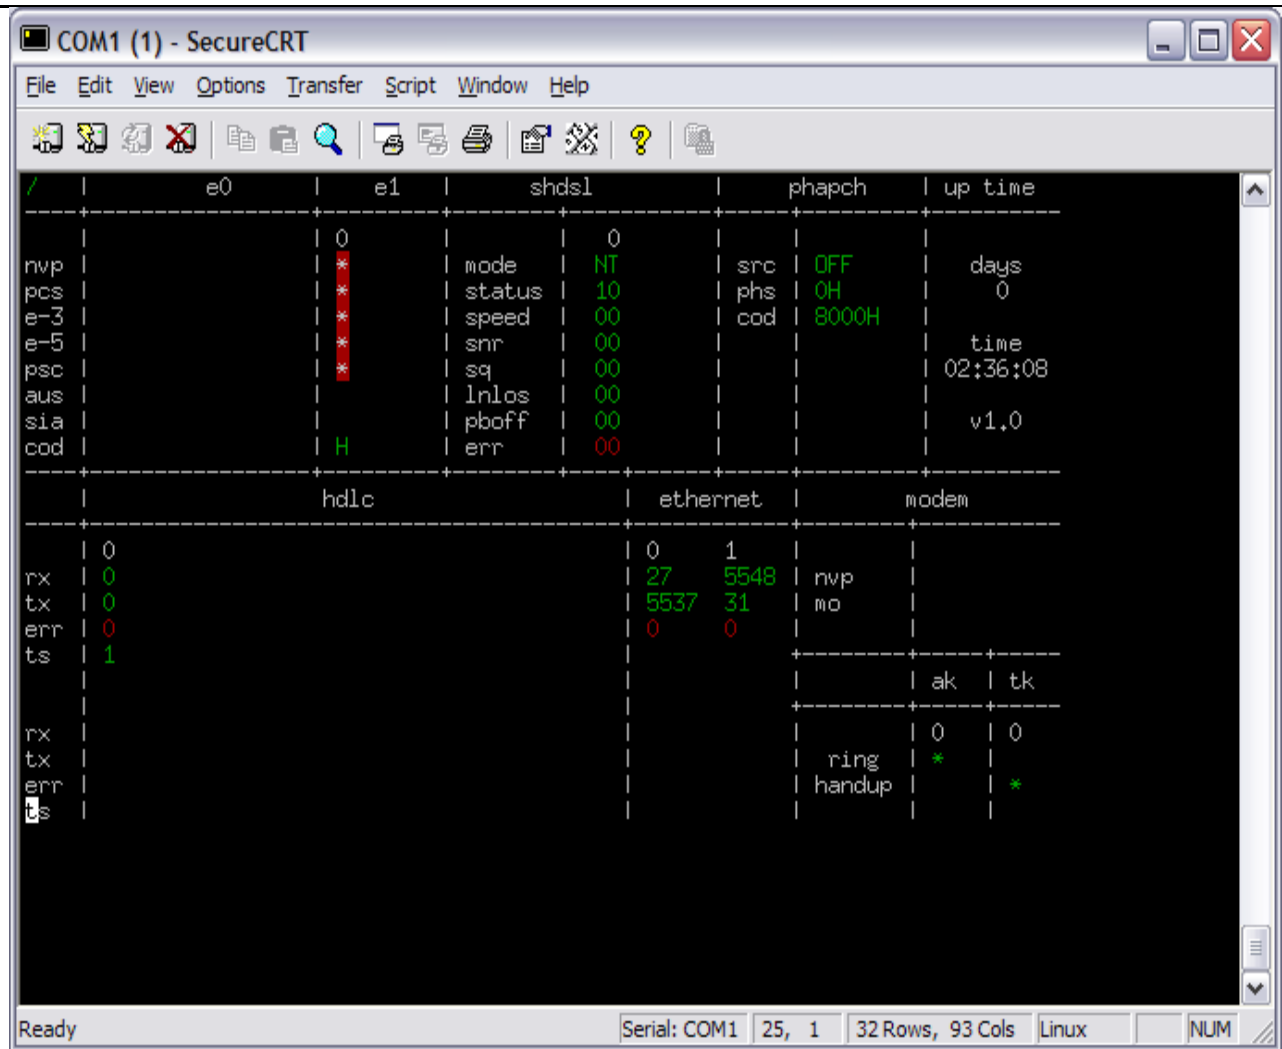 COM1 (1) - SecureCRT
File Edit View Options Transfer Script Window Help
/ | e0 | e1 | shdsl | phapch | up time
----+-----------------+---------+--------+-----------+-----+---------+----------
| | 0 | | 0 | | |
nvp | | * | mode | NT | src | OFF | days
pcs | | * | status | 10 | phs | 0H | 0
e-3 | | * | speed | 00 | cod | 8000H |
e-5 | | * | snr | 00 | | | time
psc | | * | sq | 00 | | | 02:36:08
aus | | | lnlos | 00 | | |
sia | | | pboff | 00 | | | v1.0
cod | | H | err | 00 | | |
----+-----------------+---------+--------+----+------+-----+---------+----------
| hdlc | ethernet | modem
----+-----------------------------------------+------------+--------+-----------
| 0 | 0 1 | |
rx | 0 | 27 5548 | nvp |
tx | 0 | 5537 31 | mo |
err | 0 | 0 0 | |
ts | 1 | +--------+-----+-----
| | | ak | tk
| | +--------+-----+-----
rx | | | | 0 | 0
tx | | | ring | * |
err | | | handup | | *
ts | | | | |
Ready Serial: COM1 25, 1 32 Rows, 93 Cols Linux NUM